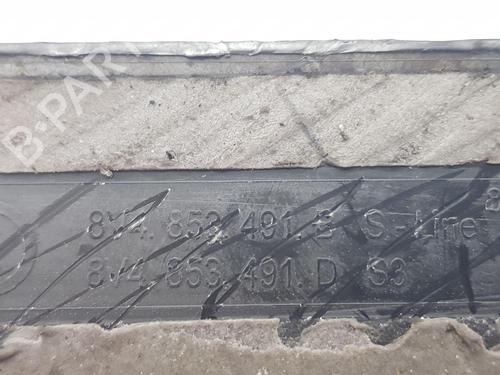 B-PARTS
8V4. 853. 491. B S-Line
8V4. 853. 491. D S3